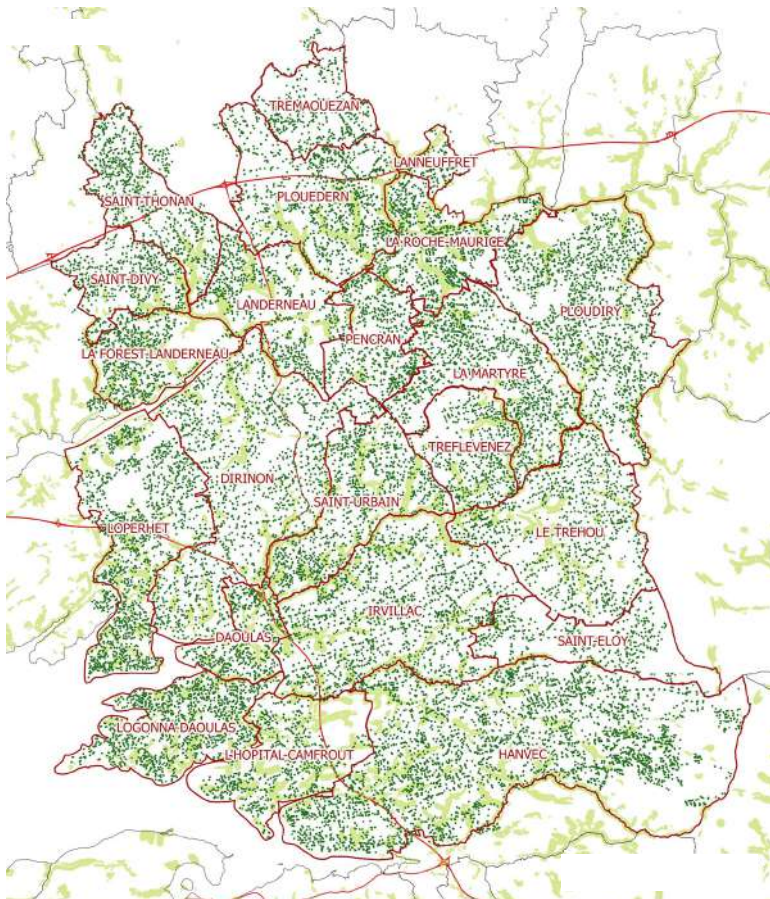 TREMAOUEZAN
LANNEUFFRET
PLOUEDERN
SAINT-THONAN
LA ROCHE-MAURICE
SAINT-DIVY
LANDERNEAU
PLOUDIRY
PENCRAN
LA FOREST-LANDERNEAU
LA MARTYRE
TREFLEVENEZ
DIRINON
SAINT-URBAIN
LOPERHET
LE TREHOU
IRVILLAC
DAOULAS
SAINT-ELOY
LOGONNA-DAOULAS
L-HOPITAL-CAMFROUT
HANVEC